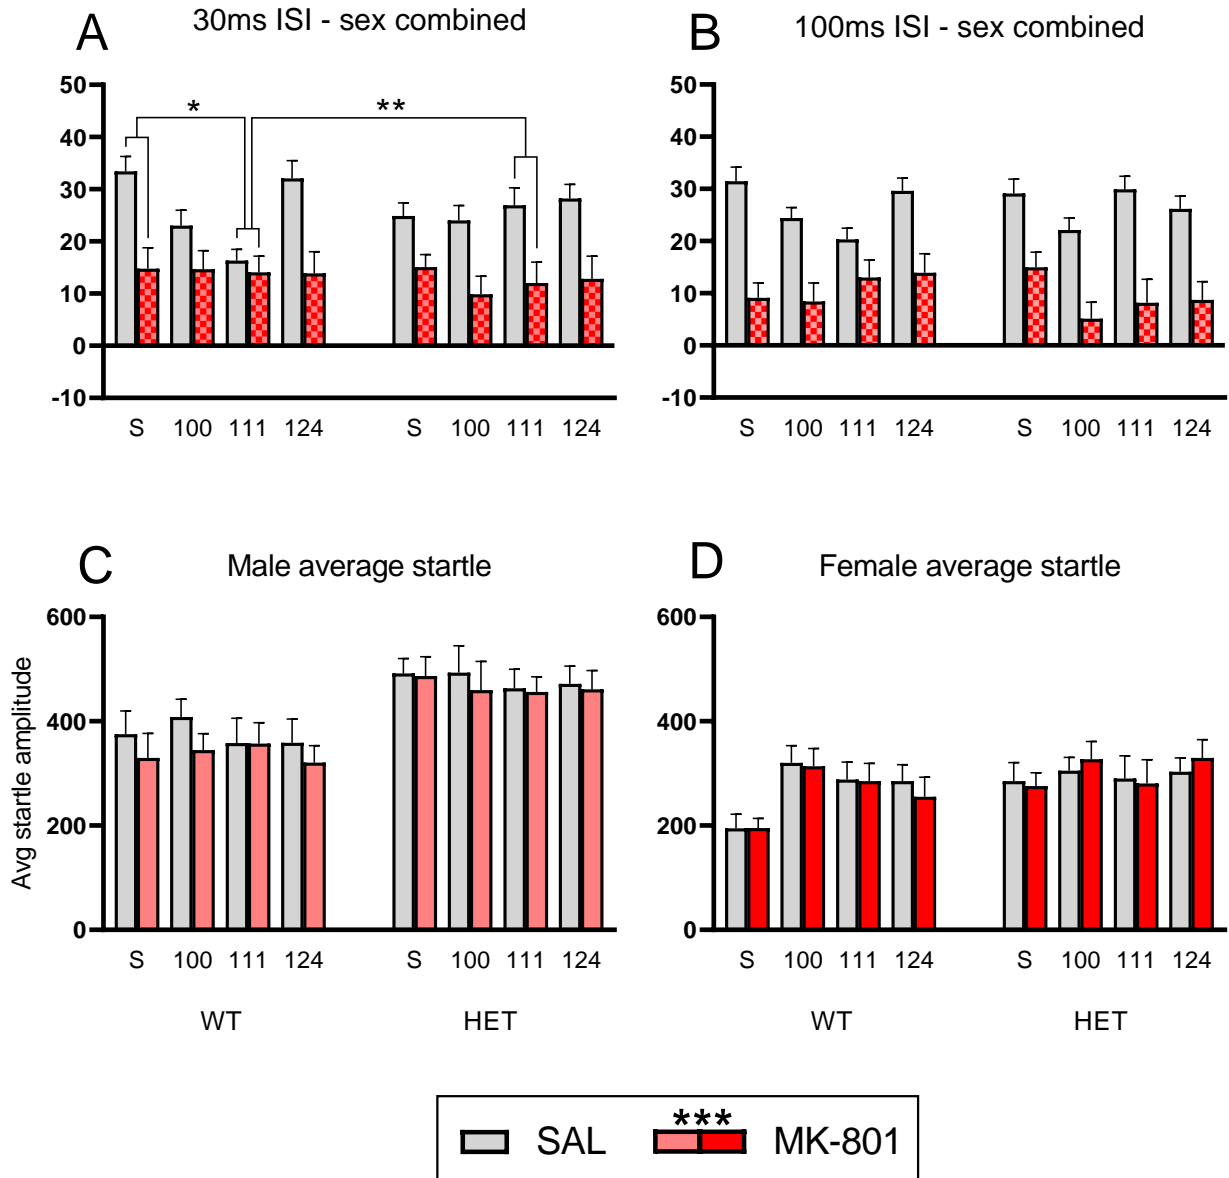 A 30ms ISI - sex combined
* **
50
40
30
20
10
0
-10
S 100 111 124 S 100 111 124
B 100ms ISI - sex combined
50
40
30
20
10
0
-10
S 100 111 124 S 100 111 124
C Male average startle
Avg startle amplitude
600
400
200
0
S 100 111 124 S 100 111 124
WT HET
D Female average startle
600
400
200
0
S 100 111 124 S 100 111 124
WT HET
***
SAL MK-801